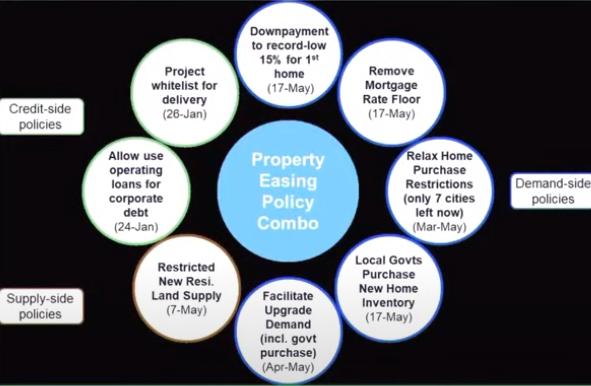 Downpayment
to record-low
15% for 1st
home
(17-May)
Remove
Mortgage
Rate Floor
(17-May)
Relax Home
Purchase
Restrictions
(only 7 cities
left now)
(Mar-May)
Local Govts
Purchase
New Home
Inventory
(17-May)
Facilitate
Upgrade
Demand
(incl. govt
purchase)
(Apr-May)
Restricted
New Resi.
Land Supply
(7-May)
Allow use
operating
loans for
corporate
debt
(24-Jan)
Project
whitelist for
delivery
(26-Jan)
Property
Easing
Policy
Combo
Credit-side
policies
Demand-side
policies
Supply-side
policies